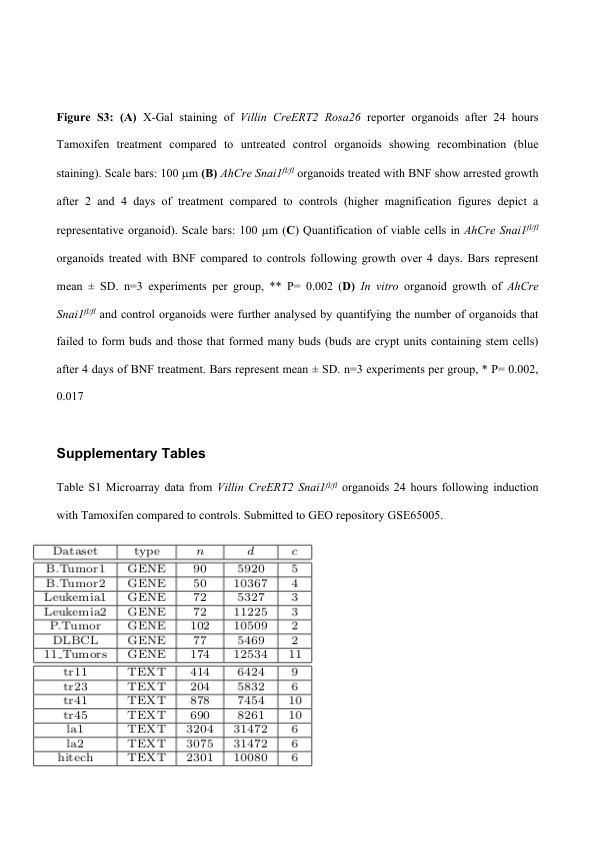 Figure S3: (A) X-Gal staining of Villin CreERT2 Rosa26 reporter organoids after 24 hours
Tamoxifen treatment compared to untreated control organoids showing recombination (blue
staining). Scale bars: 100 μm (B) AhCre Snai1fl/fl organoids treated with BNF show arrested growth
after 2 and 4 days of treatment compared to controls (higher magnification figures depict a
representative organoid). Scale bars: 100 μm (C) Quantification of viable cells in AhCre Snai1fl/fl
organoids treated with BNF compared to controls following growth over 4 days. Bars represent
mean ± SD. n=3 experiments per group, ** P= 0.002 (D) In vitro organoid growth of AhCre
Snai1fl/fl and control organoids were further analysed by quantifying the number of organoids that
failed to form buds and those that formed many buds (buds are crypt units containing stem cells)
after 4 days of BNF treatment. Bars represent mean ± SD. n=3 experiments per group, * P= 0.002,
0.017
Supplementary Tables
Table S1 Microarray data from Villin CreERT2 Snai1fl/fl organoids 24 hours following induction
with Tamoxifen compared to controls. Submitted to GEO repository GSE65005.
Dataset type n d c
B.Tumor1 GENE 90 5920 5
B.Tumor2 GENE 50 10367 4
Leukemia1 GENE 72 5327 3
Leukemia2 GENE 72 11225 3
P.Tumor GENE 102 10509 2
DLBCL GENE 77 5469 2
11_Tumors GENE 174 12534 11
tr11 TEXT 414 6424 9
tr23 TEXT 204 5832 6
tr41 TEXT 878 7454 10
tr45 TEXT 690 8261 10
la1 TEXT 3204 31472 6
la2 TEXT 3075 31472 6
hitech TEXT 2301 10080 6